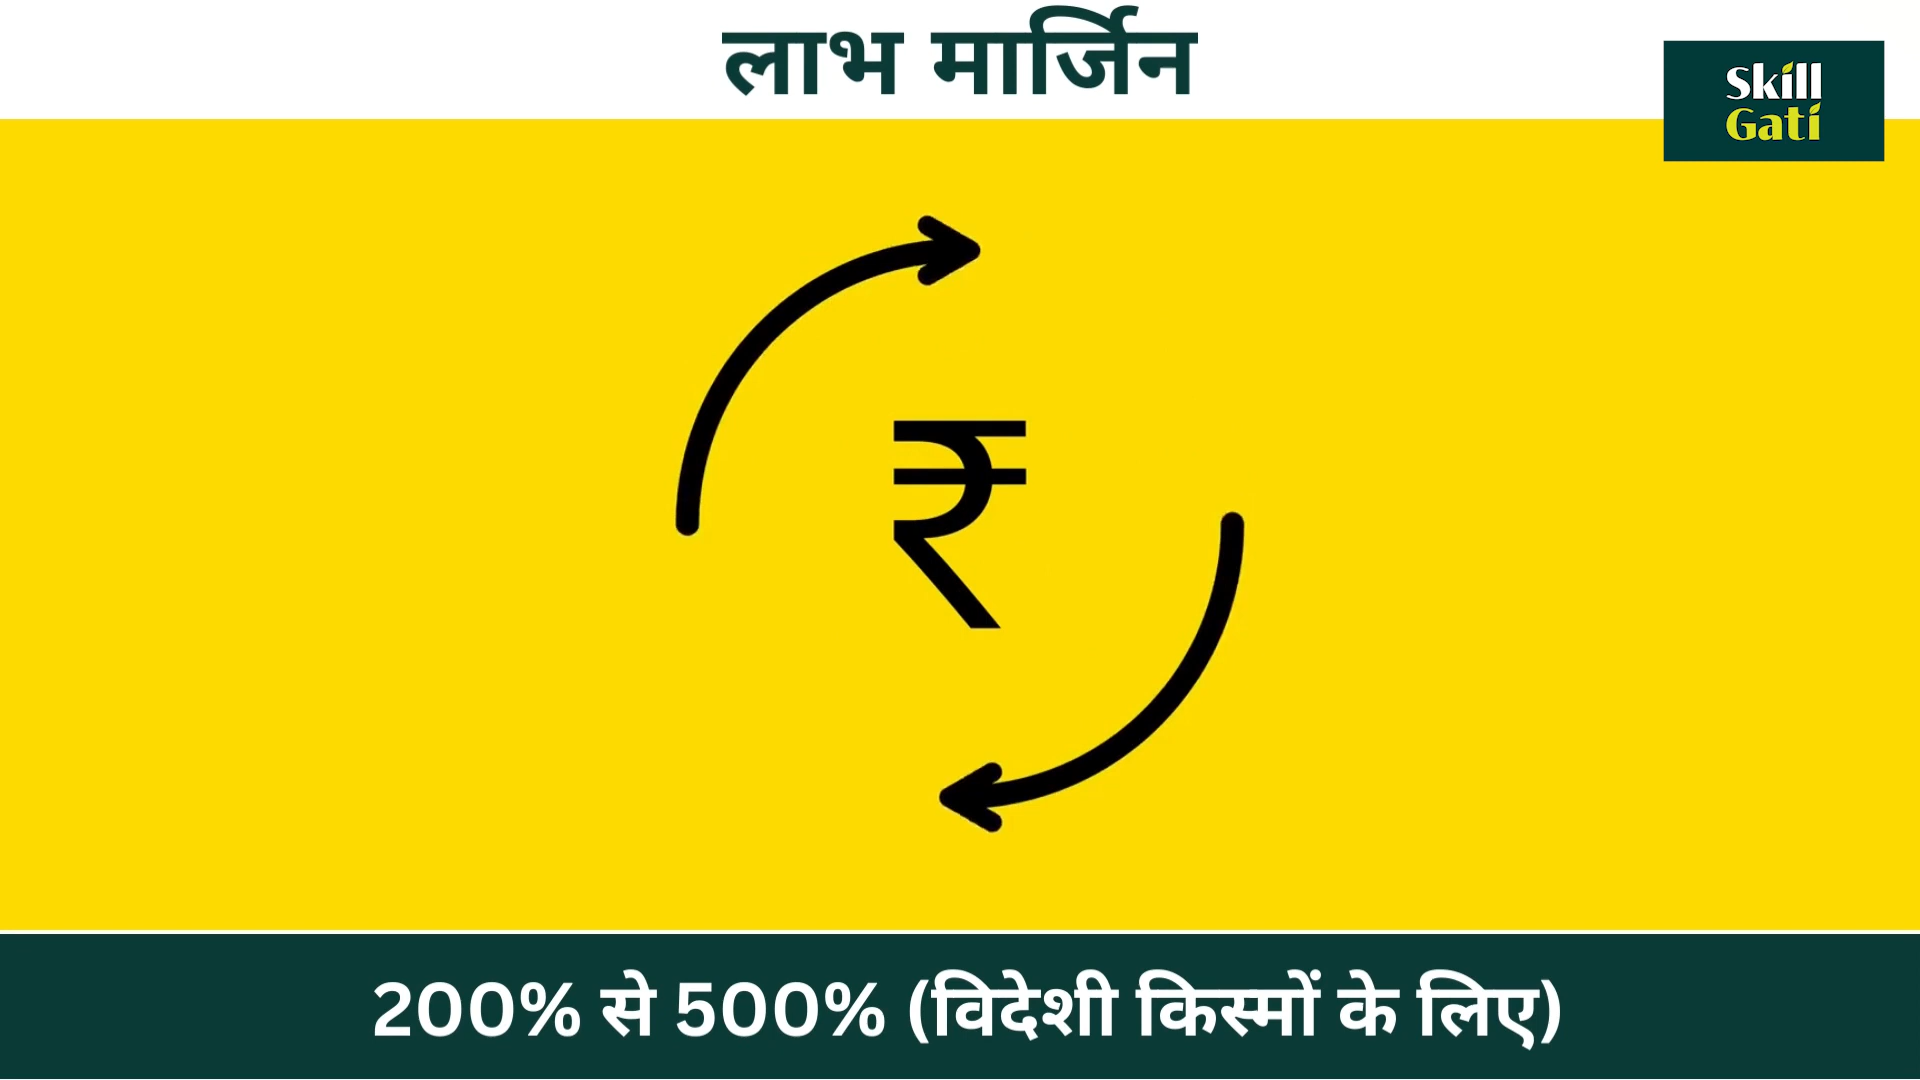 लाभ मार्जिन
Skill
Gati
₹
200% से 500% (विदेशी किस्मों के लिए)